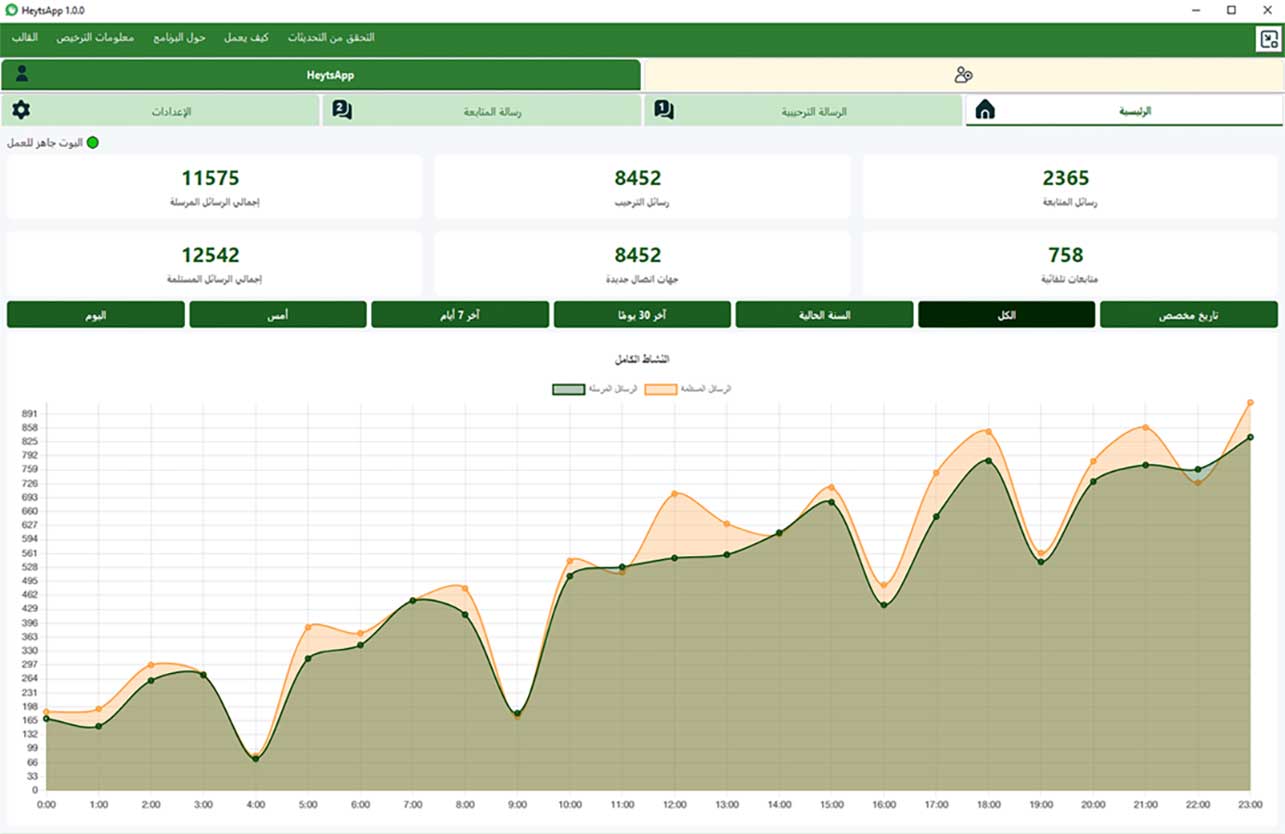 HeytsApp 1.0.0
القالب
معلومات الترخيص
حول البرنامج
كيف يعمل
التحقق من التحديثات
HeytsApp
الرئيسية
الرسالة الترحيبية
1
رسالة المتابعة
2
الإعدادات
البوت جاهز للعمل
2365
رسائل المتابعة
8452
رسائل الترحيب
11575
إجمالي الرسائل المرسلة
758
متابعات تلقائية
8452
جهات اتصال جديدة
12542
إجمالي الرسائل المستلمة
تاريخ مخصص
الكل
السنة الحالية
آخر 30 يومًا
آخر 7 أيام
أمس
اليوم
النشاط الكامل
الرسائل المرسلة
الرسائل المستلمة
891
858
825
792
759
726
693
660
627
594
561
528
495
462
429
396
363
330
297
264
231
198
165
132
99
66
33
0
0:00 1:00 2:00 3:00 4:00 5:00 6:00 7:00 8:00 9:00 10:00 11:00 12:00 13:00 14:00 15:00 16:00 17:00 18:00 19:00 20:00 21:00 22:00 23:00